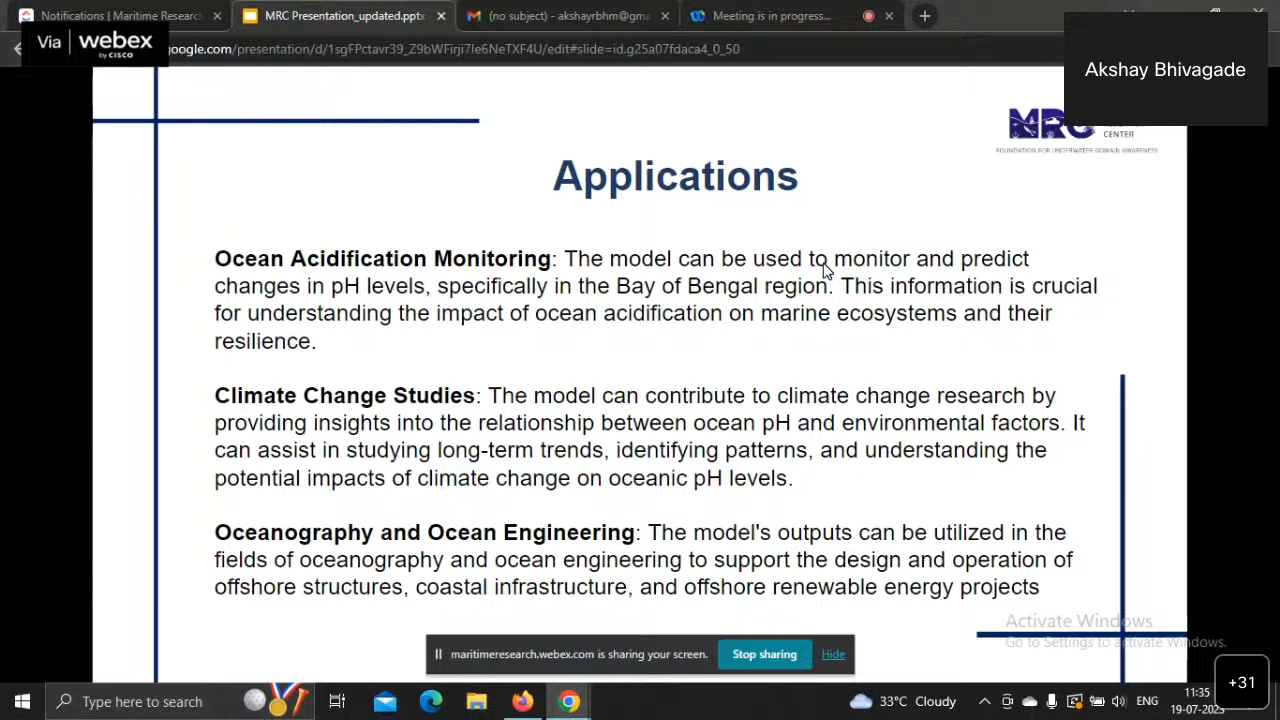 Notifications | Maritime Resear
MRC Presentation_updated.pptx
(no subject) - akshayrbhm@gma
Meeting is in progress...
Via | webex
by CISCO
google.com/presentation/d/1sgFPctavr39_Z9bWFirji7Ie6NeTXF4U/edit#slide=id.g25a07fdaca4_0_50
Akshay Bhivagade
MRC
CENTER
FOUNDATION FOR UNDERWATER DOMAIN AWARENESS
Applications
Ocean Acidification Monitoring: The model can be used to monitor and predict
changes in pH levels, specifically in the Bay of Bengal region. This information is crucial
for understanding the impact of ocean acidification on marine ecosystems and their
resilience.
Climate Change Studies: The model can contribute to climate change research by
providing insights into the relationship between ocean pH and environmental factors. It
can assist in studying long-term trends, identifying patterns, and understanding the
potential impacts of climate change on oceanic pH levels.
Oceanography and Ocean Engineering: The model's outputs can be utilized in the
fields of oceanography and ocean engineering to support the design and operation of
offshore structures, coastal infrastructure, and offshore renewable energy projects
Activate Windows
Go to Settings to activate Windows.
maritimeresearch.webex.com is sharing your screen.
Stop sharing
Hide
Type here to search
33°C Cloudy
ENG
11:35
19-07-2023
+31